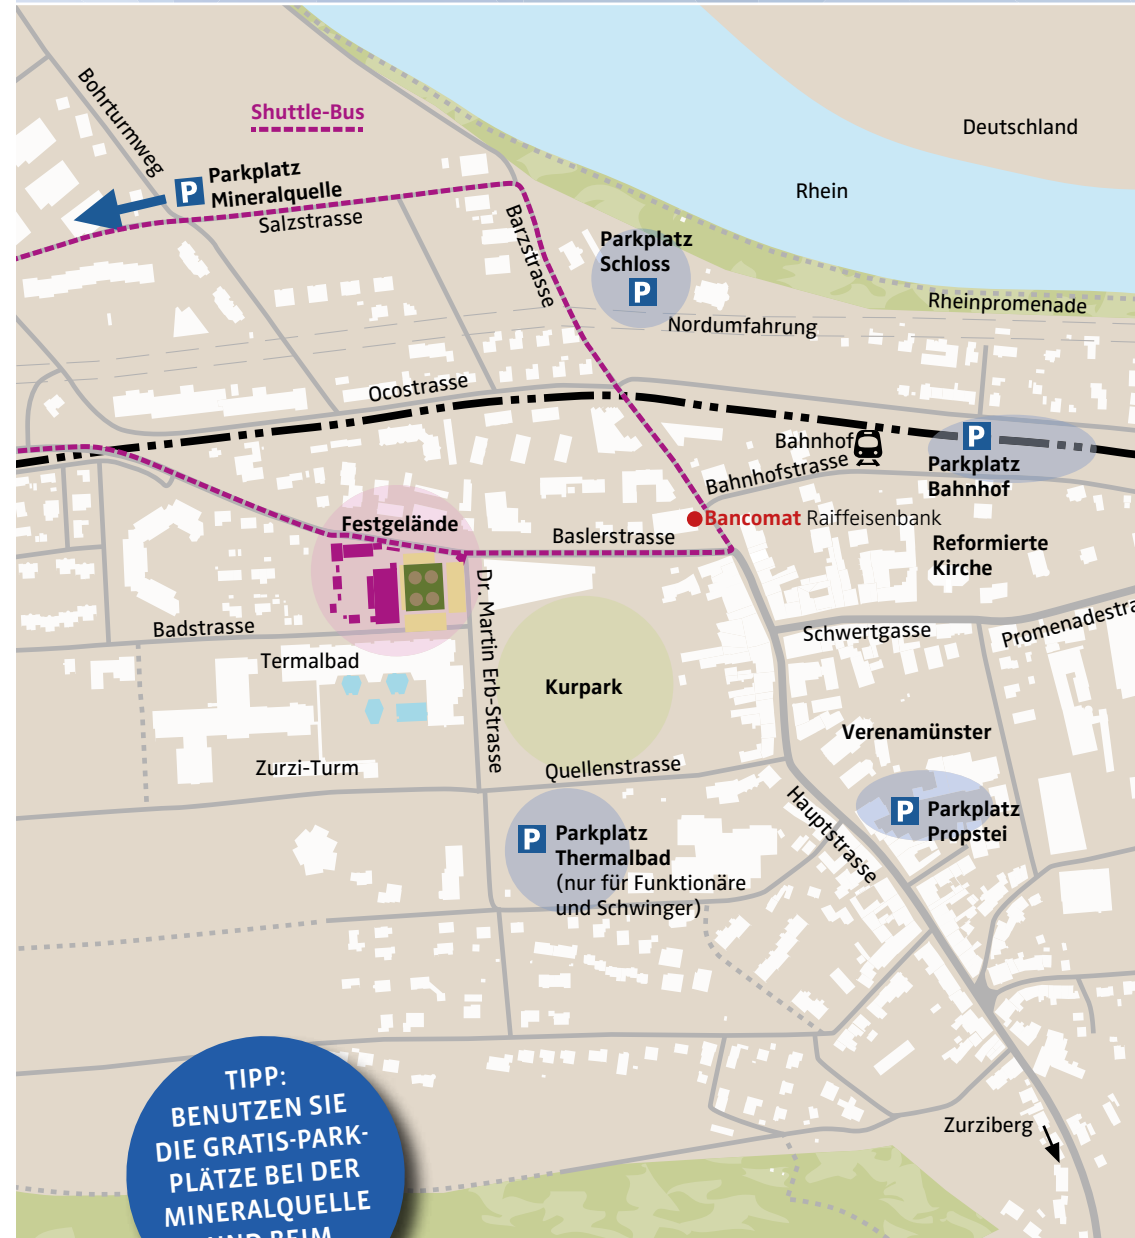 Shuttle-Bus
Deutschland
Bohrturmweg
P
Parkplatz
Mineralquelle
Salzstrasse
Rhein
Barzstrasse
Parkplatz
Schloss
P
Rheinpromenade
Nordumfahrung
Ocostrasse
Bahnhof
P
Parkplatz
Bahnhof
Bahnhofstrasse
Bancomat Raiffeisenbank
Festgelände
Baslerstrasse
Reformierte
Kirche
Dr. Martin Erb-Strasse
Badstrasse
Schwertgasse
Promenadestra
Termalbad
Kurpark
Verenamünster
Zurzi-Turm
Quellenstrasse
Hauptstrasse
P
Parkplatz
Propstei
P
Parkplatz
Thermalbad
(nur für Funktionäre
und Schwinger)
TIPP:
BENUTZEN SIE
DIE GRATIS-PARK-
PLÄTZE BEI DER
MINERALQUELLE
UND BEIM
Zurziberg